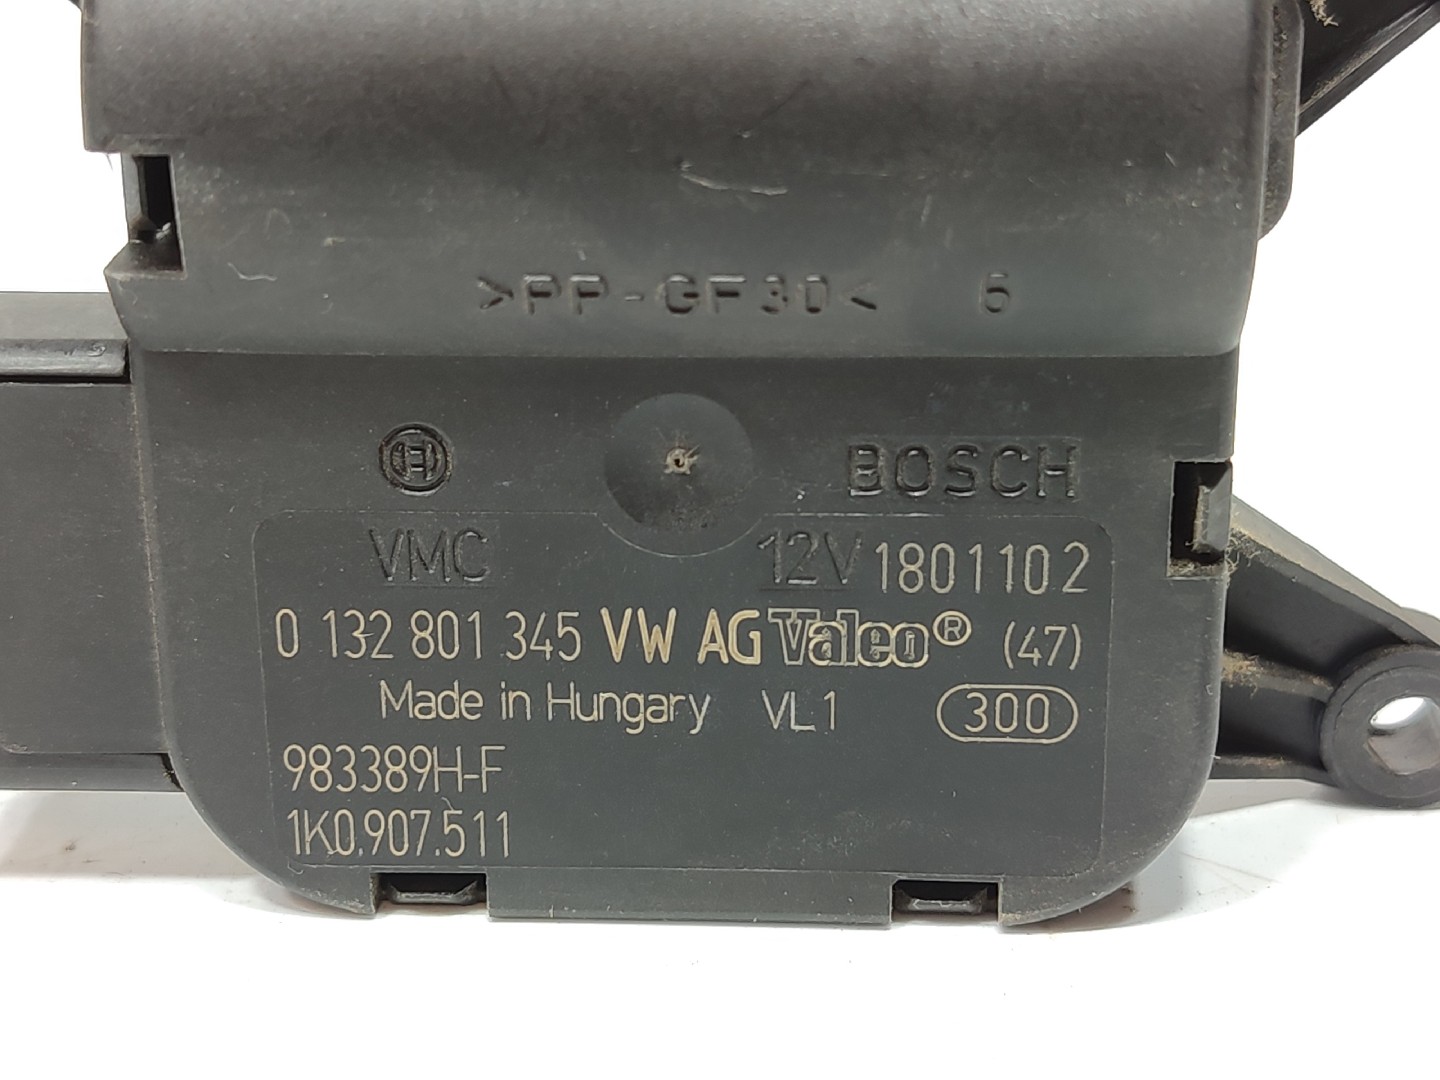 >PP-GF30< 6
H BOSCH
VMC 12V 1801102
0 132 801 345 VW AG Valeo® (47)
Made in Hungary VL1 300
983389H-F
1K0.907.511